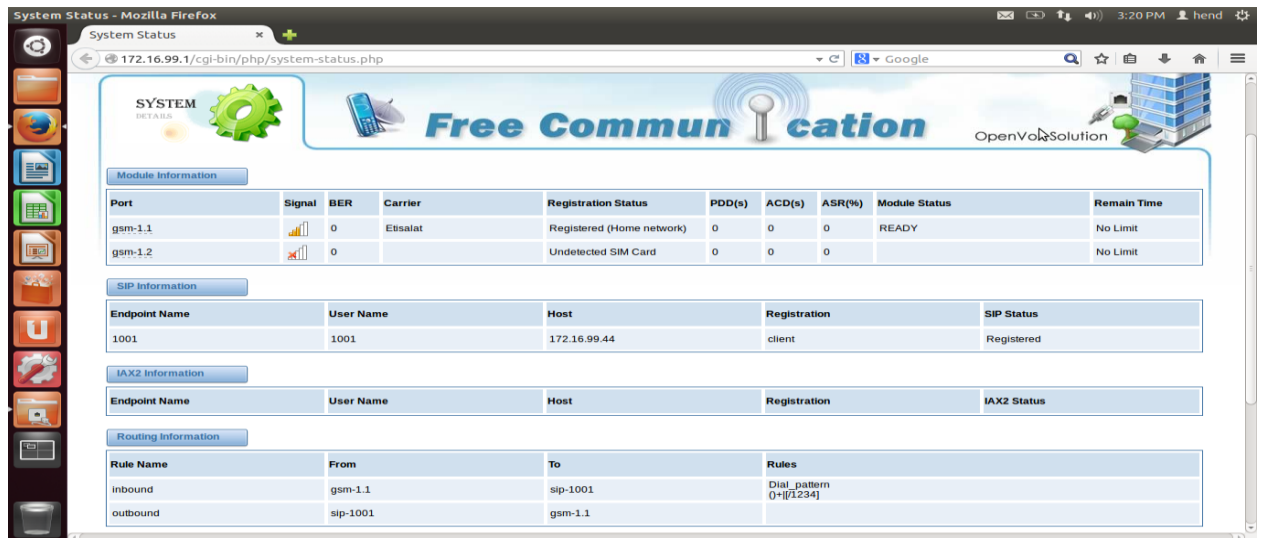 System Status - Mozilla Firefox 3:20 PM hend
System Status
172.16.99.1/cgi-bin/php/system-status.php Google
SYSTEM
DETAILS
Free Communication
OpenVoxSolution
Module Information
Port Signal BER Carrier Registration Status PDD(s) ACD(s) ASR(%) Module Status Remain Time
gsm-1.1 0 Etisalat Registered (Home network) 0 0 0 READY No Limit
gsm-1.2 0 Undetected SIM Card 0 0 0 No Limit
SIP Information
Endpoint Name User Name Host Registration SIP Status
1001 1001 172.16.99.44 client Registered
IAX2 Information
Endpoint Name User Name Host Registration IAX2 Status
Routing Information
Rule Name From To Rules
inbound gsm-1.1 sip-1001 Dial_pattern
()+|[/1234]
outbound sip-1001 gsm-1.1